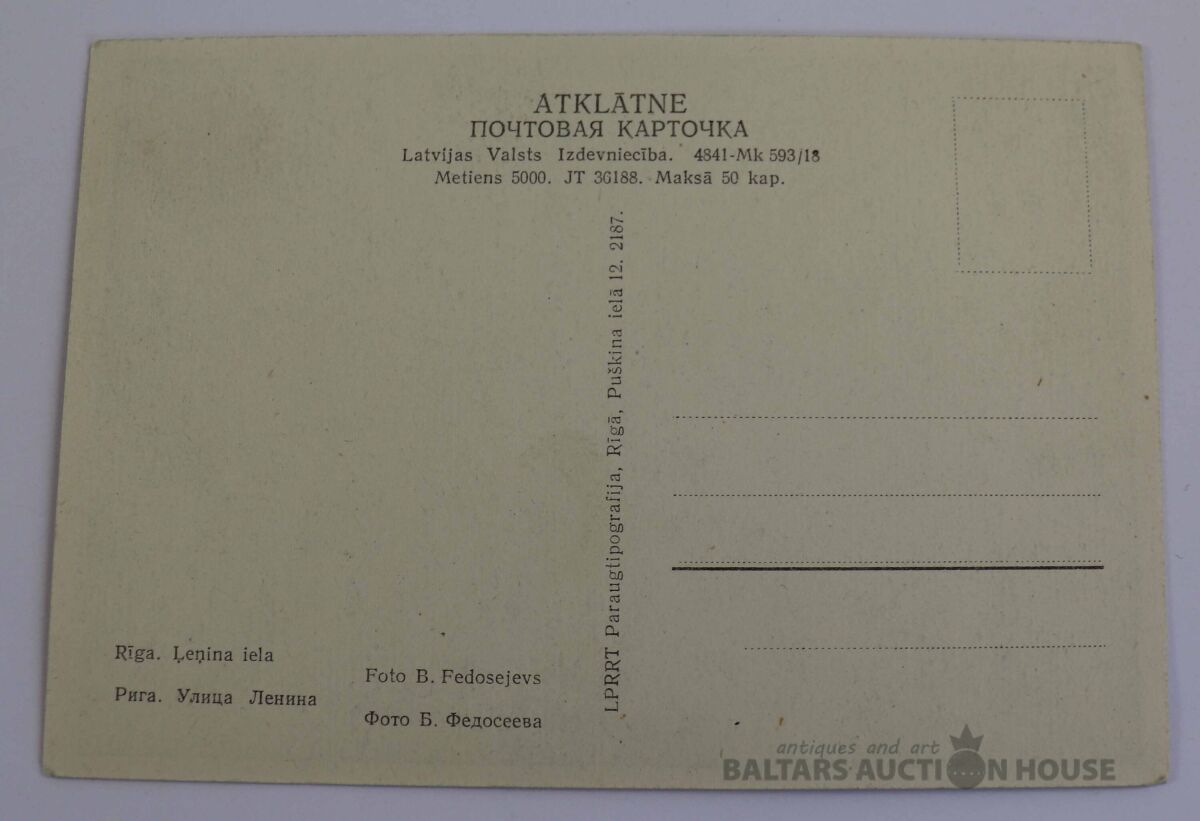 ATKLĀTNE
ПОЧТОВАЯ КАРТОЧКА
Latvijas Valsts Izdevniecība. 4841-Mk 593/18
Metiens 5000. JT 36188. Maksā 50 kap.
LPRRT Paraugtipografija, Rīgā, Puškina ielā 12. 2187.
Rīga. Ļeņina iela
Рига. Улица Ленина
Foto B. Fedosejevs
Фото Б. Федосеева
antiques and art
BALTARS AUCTION HOUSE